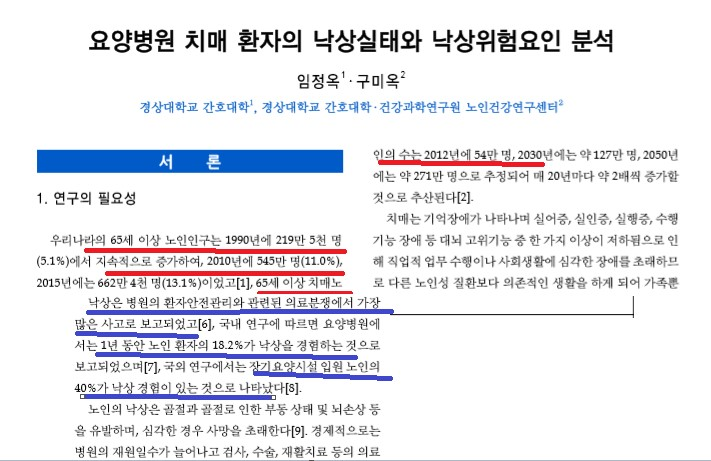 요양병원 치매 환자의 낙상실태와 낙상위험요인 분석
임정옥1·구미옥2
경상대학교 간호대학1, 경상대학교 간호대학·건강과학연구원 노인건강연구센터2
서 론
1. 연구의 필요성
우리나라의 65세 이상 노인인구는 1990년에 219만 5천 명
(5.1%)에서 지속적으로 증가하여, 2010년에 545만 명(11.0%),
2015년에는 662만 4천 명(13.1%)이었고[1], 65세 이상 치매노
인의 수는 2012년에 54만 명, 2030년에는 약 127만 명, 2050년
에는 약 271만 명으로 추정되어 매 20년마다 약 2배씩 증가할
것으로 추산된다[2].
치매는 기억장애가 나타나며 실어증, 실인증, 실행증, 수행
기능 장애 등 대뇌 고위기능 중 한 가지 이상이 저하됨으로 인
해 직업적 업무 수행이나 사회생활에 심각한 장애를 초래하므
로 다른 노인성 질환보다 의존적인 생활을 하게 되어 가족뿐
낙상은 병원의 환자안전관리와 관련된 의료분쟁에서 가장
많은 사고로 보고되었고[6], 국내 연구에 따르면 요양병원에
서는 1년 동안 노인 환자의 18.2%가 낙상을 경험하는 것으로
보고되었으며[7], 국외 연구에서는 장기요양시설 입원 노인의
40%가 낙상 경험이 있는 것으로 나타났다[8].
노인의 낙상은 골절과 골절로 인한 부동 상태 및 뇌손상 등
을 유발하며, 심각한 경우 사망을 초래한다[9]. 경제적으로는
병원의 재원일수가 늘어나고 검사, 수술, 재활치료 등의 의료